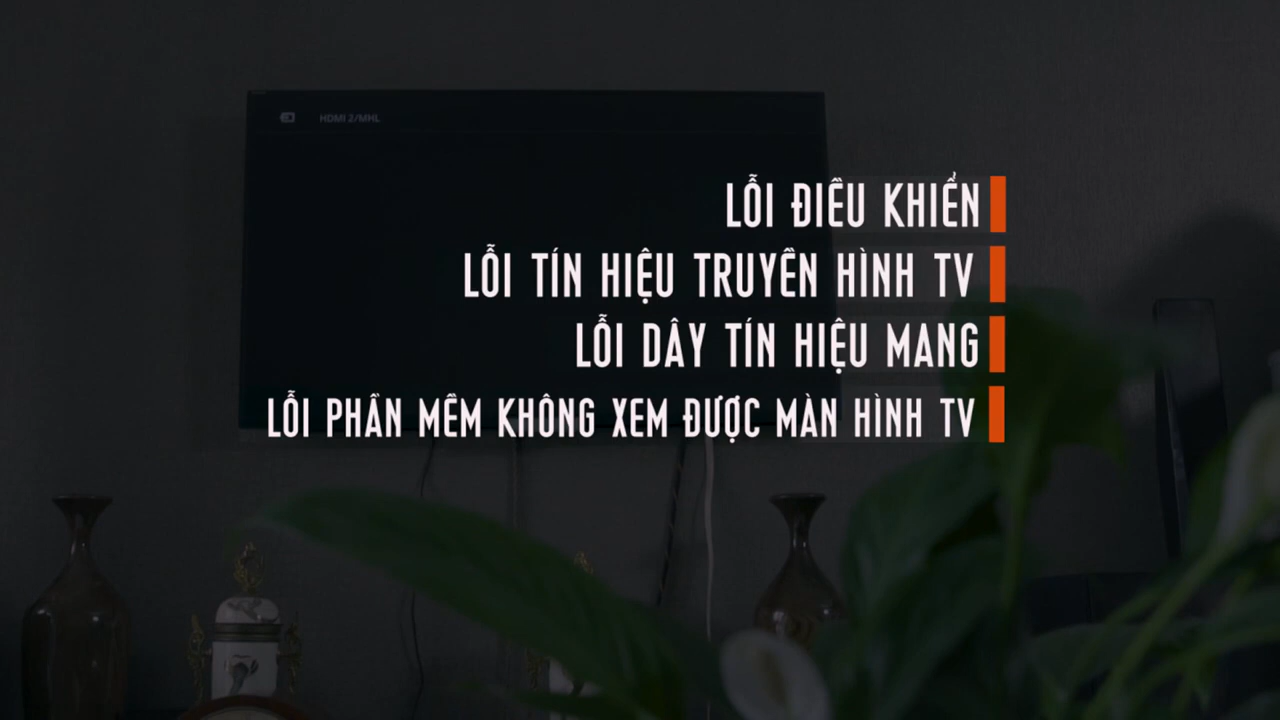 HDMI 2/MHL
LỖI ĐIỀU KHIỂN
LỖI TÍN HIỆU TRUYỀN HÌNH TV
LỖI DÂY TÍN HIỆU MANG
LỖI PHẦN MỀM KHÔNG XEM ĐƯỢC MÀN HÌNH TV